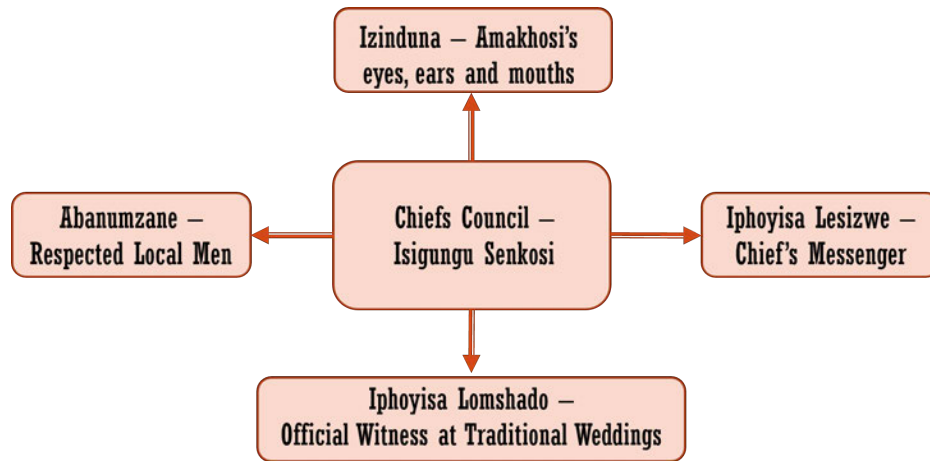 Izinduna – Amakhosi's
eyes, ears and mouths
Abanumzane –
Respected Local Men
Chiefs Council –
Isigungu Senkosi
Iphoyisa Lesizwe –
Chief's Messenger
Iphoyisa Lomshado –
Official Witness at Traditional Weddings